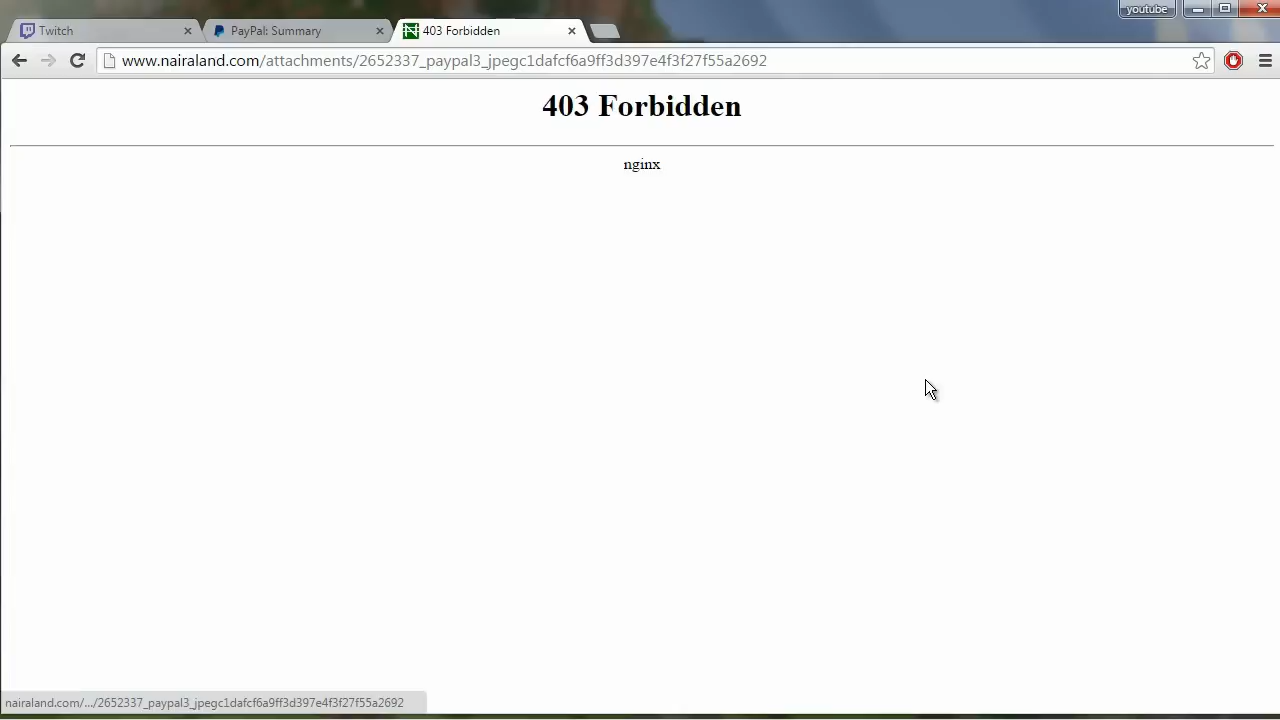 youtube
Twitch
PayPal: Summary
403 Forbidden
www.nairaland.com/attachments/2652337_paypal3_jpegc1dafcf6a9ff3d397e4f3f27f55a2692
403 Forbidden
nginx
nairaland.com/.../2652337_paypal3_jpegc1dafcf6a9ff3d397e4f3f27f55a2692